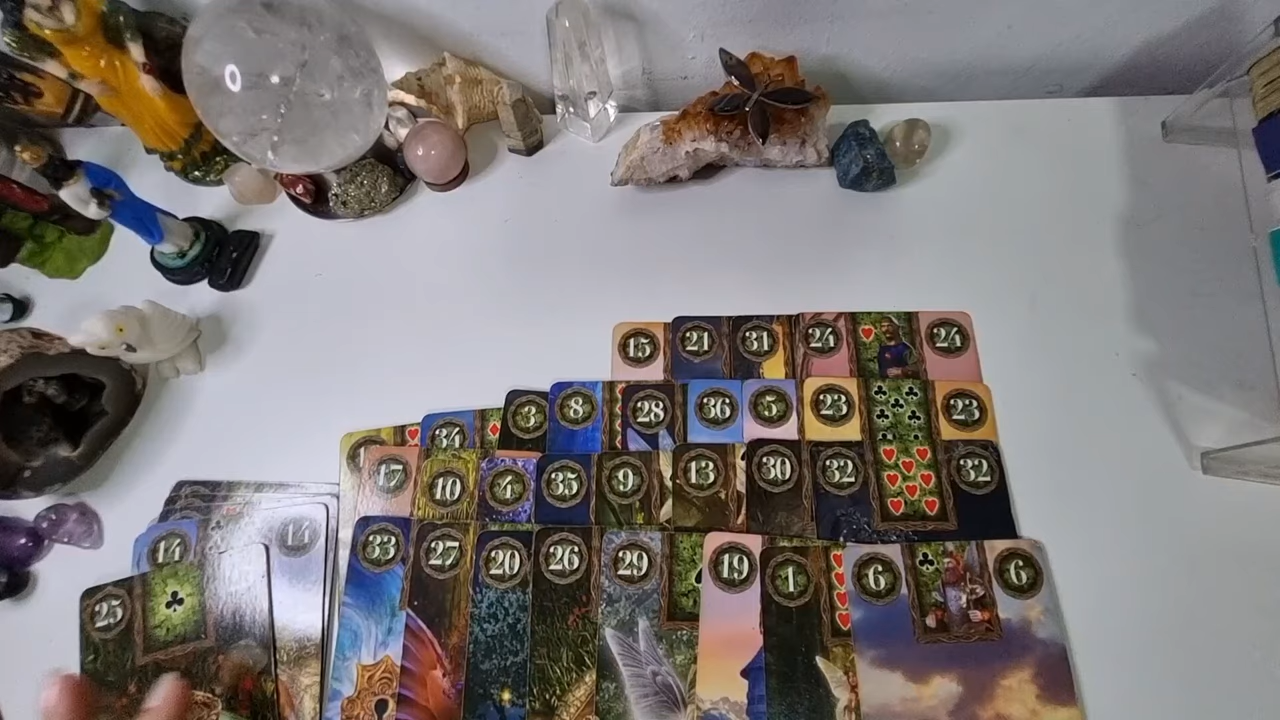 15 21 31 24 24
34 3 8 28 36 5 23 23
17 10 4 35 9 13 30 32 32
14 14
33 27 20 26 29 19 1 6 6
25